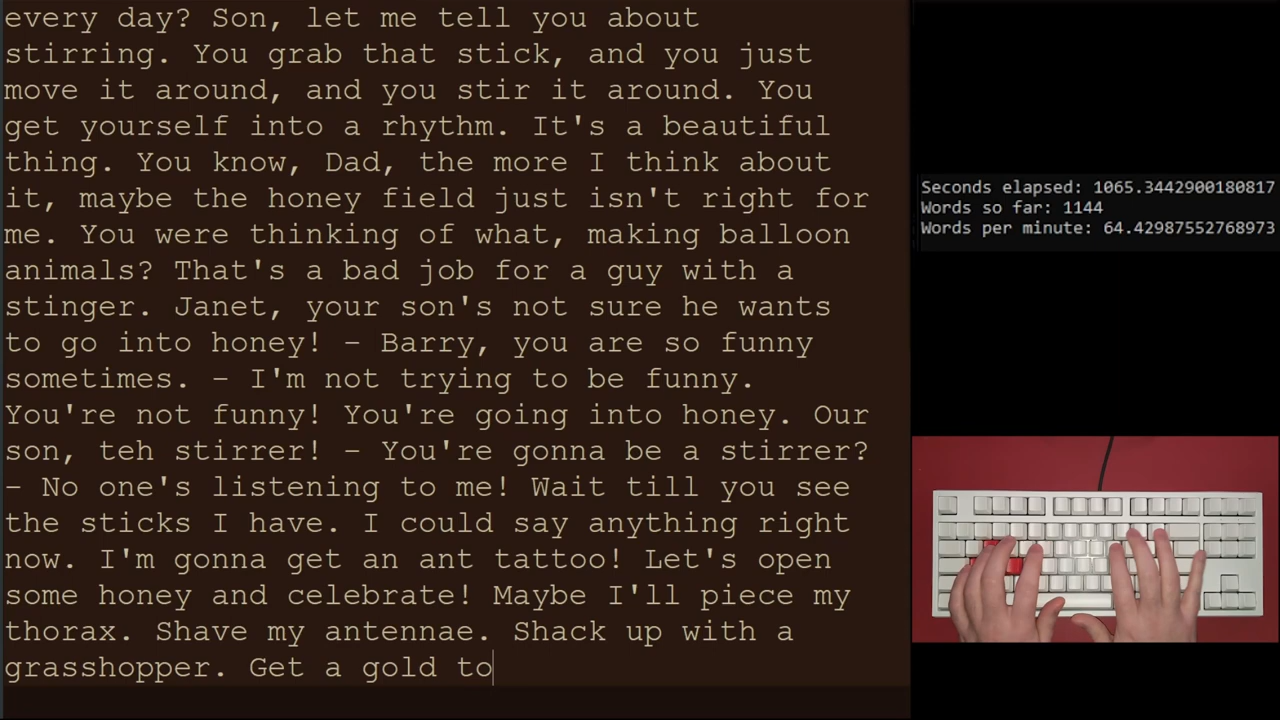 every day? Son, let me tell you about
stirring. You grab that stick, and you just
move it around, and you stir it around. You
get yourself into a rhythm. It's a beautiful
thing. You know, Dad, the more I think about
it, maybe the honey field just isn't right for
me. You were thinking of what, making balloon
animals? That's a bad job for a guy with a
stinger. Janet, your son's not sure he wants
to go into honey! - Barry, you are so funny
sometimes. - I'm not trying to be funny.
You're not funny! You're going into honey. Our
son, teh stirrer! - You're gonna be a stirrer?
- No one's listening to me! Wait till you see
the sticks I have. I could say anything right
now. I'm gonna get an ant tattoo! Let's open
some honey and celebrate! Maybe I'll piece my
thorax. Shave my antennae. Shack up with a
grasshopper. Get a gold to
Seconds elapsed: 1065.3442900180817
Words so far: 1144
Words per minute: 64.42987552768973